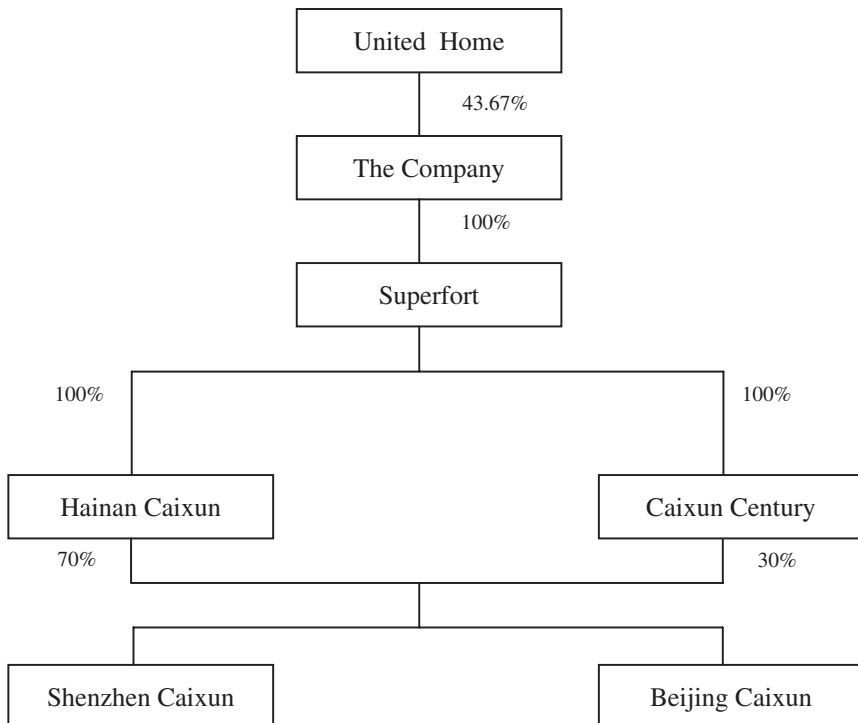 United Home
43.67%
The Company
100%
Superfort
100%
100%
Hainan Caixun
Caixun Century
70%
30%
Shenzhen Caixun
Beijing Caixun